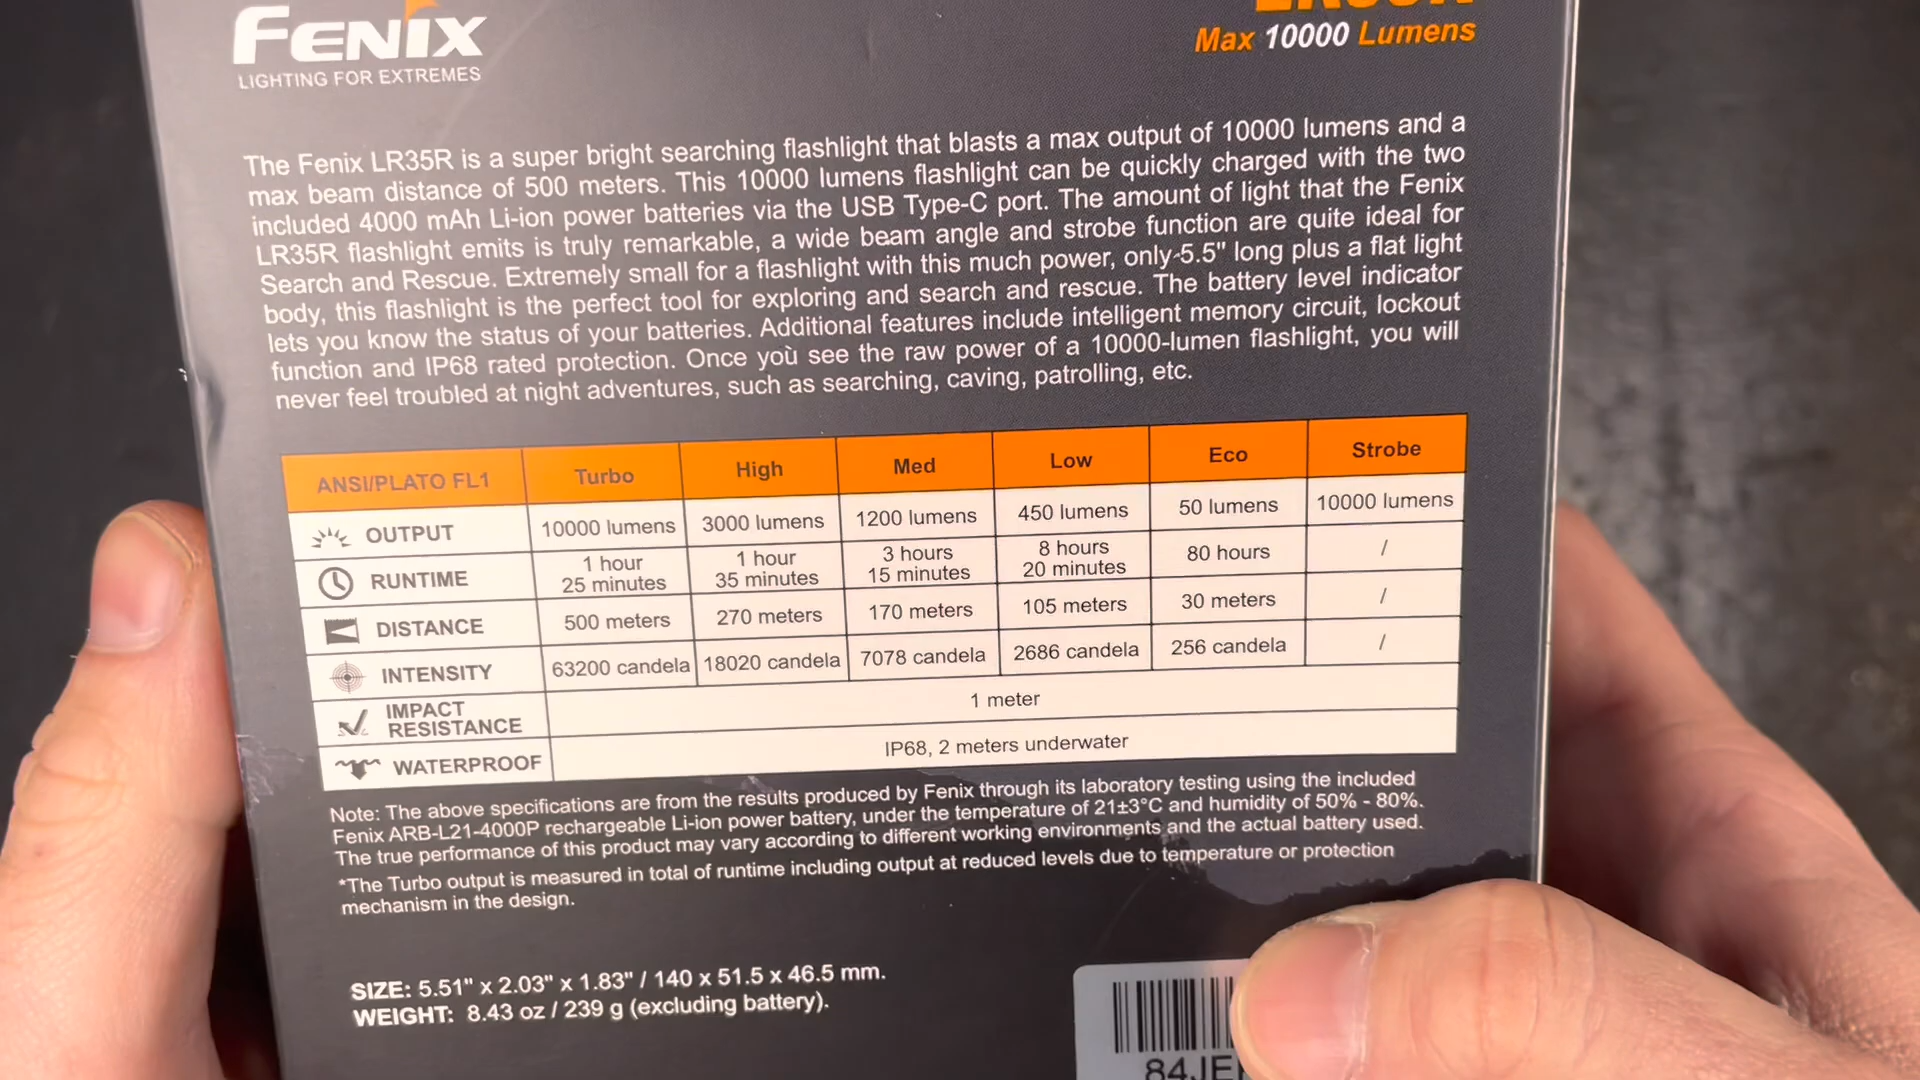 FENIX
LIGHTING FOR EXTREMES
Max 10000 Lumens
The Fenix LR35R is a super bright searching flashlight that blasts a max output of 10000 lumens and a
max beam distance of 500 meters. This 10000 lumens flashlight can be quickly charged with the two
included 4000 mAh Li-ion power batteries via the USB Type-C port. The amount of light that the Fenix
LR35R flashlight emits is truly remarkable, a wide beam angle and strobe function are quite ideal for
Search and Rescue. Extremely small for a flashlight with this much power, only 5.5" long plus a flat light
body, this flashlight is the perfect tool for exploring and search and rescue. The battery level indicator
lets you know the status of your batteries. Additional features include intelligent memory circuit, lockout
function and IP68 rated protection. Once you see the raw power of a 10000-lumen flashlight, you will
never feel troubled at night adventures, such as searching, caving, patrolling, etc.
ANSI/PLATO FL1 Turbo High Med Low Eco Strobe
OUTPUT 10000 lumens 3000 lumens 1200 lumens 450 lumens 50 lumens 10000 lumens
RUNTIME 1 hour 25 minutes 1 hour 35 minutes 3 hours 15 minutes 8 hours 20 minutes 80 hours /
DISTANCE 500 meters 270 meters 170 meters 105 meters 30 meters /
INTENSITY 63200 candela 18020 candela 7078 candela 2686 candela 256 candela /
IMPACT RESISTANCE 1 meter
WATERPROOF IP68, 2 meters underwater
Note: The above specifications are from the results produced by Fenix through its laboratory testing using the included
Fenix ARB-L21-4000P rechargeable Li-ion power battery, under the temperature of 21±3°C and humidity of 50% - 80%.
The true performance of this product may vary according to different working environments and the actual battery used.
*The Turbo output is measured in total of runtime including output at reduced levels due to temperature or protection
mechanism in the design.
SIZE: 5.51" x 2.03" x 1.83" / 140 x 51.5 x 46.5 mm.
WEIGHT: 8.43 oz / 239 g (excluding battery).